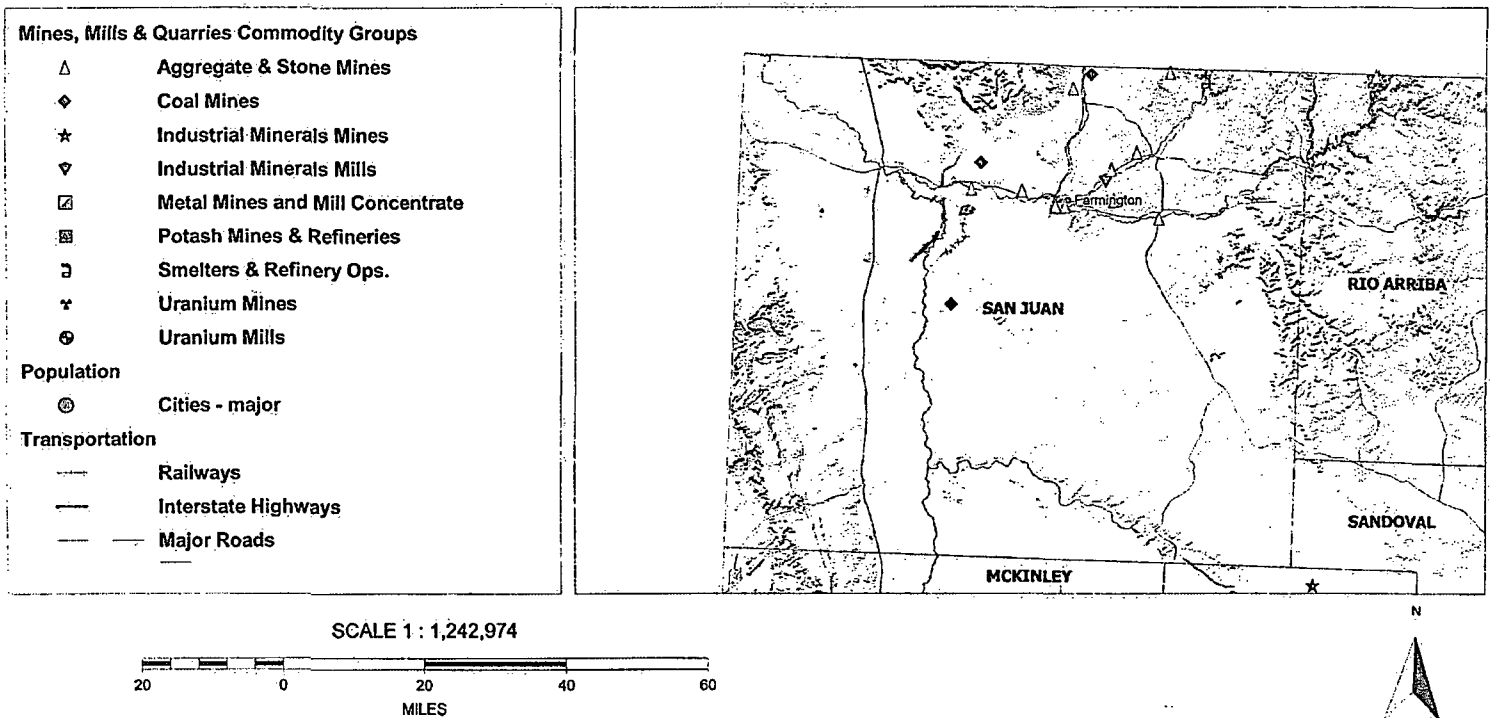 Mines, Mills & Quarries Commodity Groups
Aggregate & Stone Mines
Coal Mines
Industrial Minerals Mines
Industrial Minerals Mills
Metal Mines and Mill Concentrate
Potash Mines & Refineries
Smelters & Refinery Ops.
Uranium Mines
Uranium Mills
Population
Cities - major
Transportation
Railways
Interstate Highways
Major Roads
Farmington
RIO ARRIBA
SAN JUAN
SANDOVAL
MCKINLEY
N
SCALE 1 : 1,242,974
20 0 20 40 60
MILES